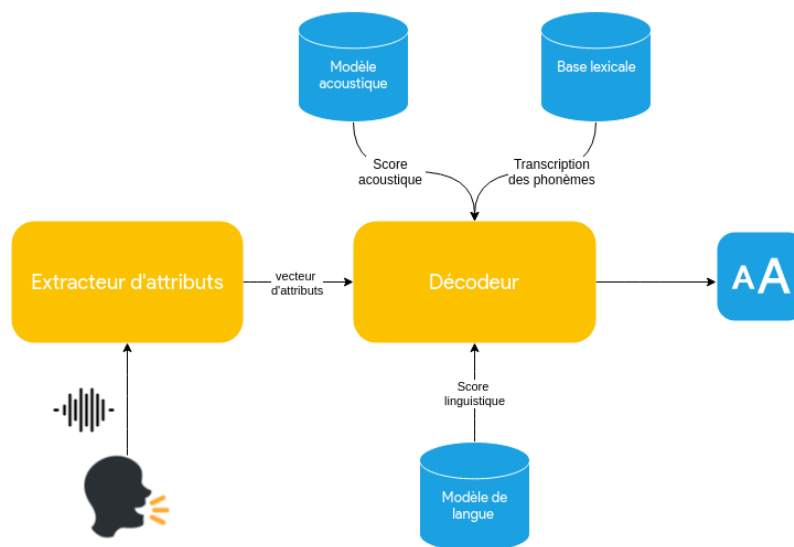 Modèle
acoustique
Base lexicale
Score
acoustique
Transcription
des phonèmes
Extracteur d'attributs
vecteur
d'attributs
Décodeur
AA
Score
linguistique
Modèle de
langue